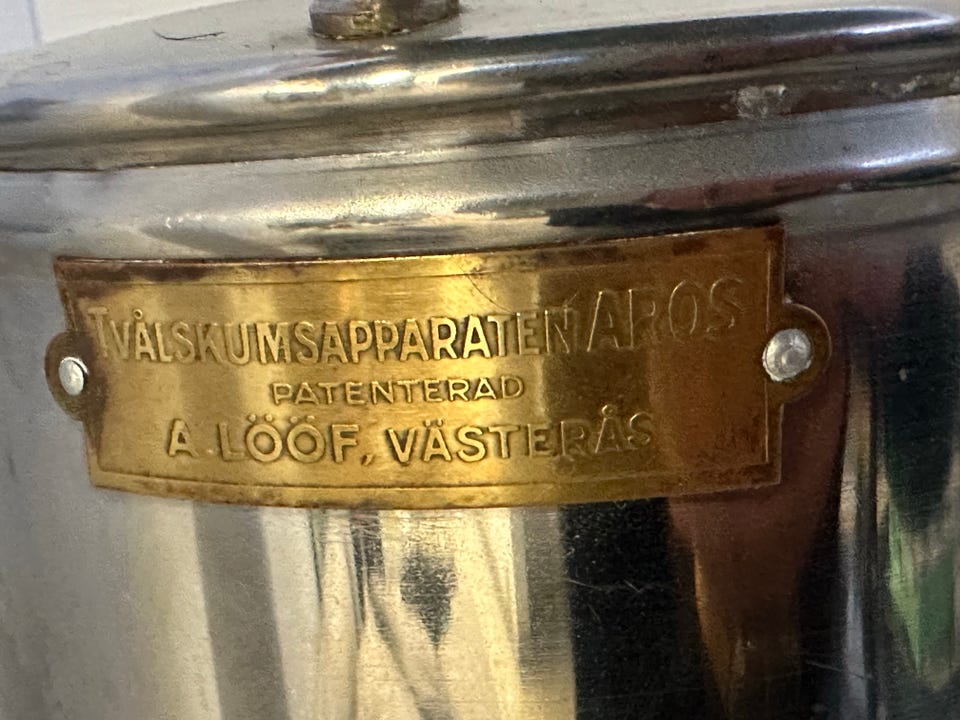 TVÅLSKUMSAPPARATEN AROS
PATENTERAD
A. LÖÖF, VÄSTERÅS